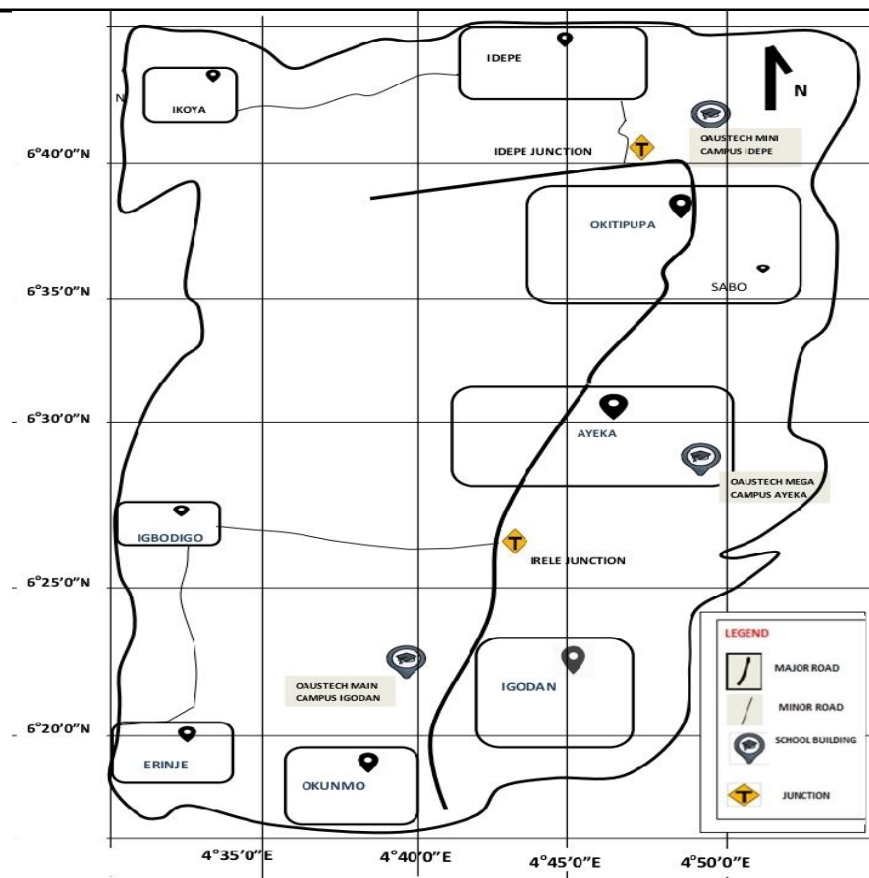 IDEPE
IKOYA
N
N
OAUSTECH MINI
CAMPUS IDEPE
IDEPE JUNCTION
6°40'0"N
OKITIPUPA
SABO
6°35'0"N
6°30'0"N
AYEKA
OAUSTECH MEGA
CAMPUS AYEKA
IGBODIGO
IRELE JUNCTION
6°25'0"N
LEGEND
MAJOR ROAD
MINOR ROAD
SCHOOL BUILDING
JUNCTION
OAUSTECH MAIN
CAMPUS IGODAN
IGODAN
6°20'0"N
ERINJE
OKUNMO
4°35'0"E
4°40'0"E
4°45'0"E
4°50'0"E